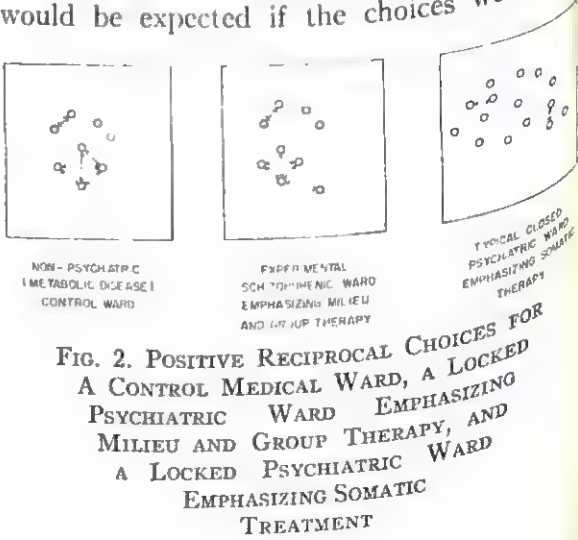 would be expected if the choices
NON-PSYCHIATRIC
(METABOLIC DISEASE)
CONTROL WARD
EXPERIMENTAL
SCHIZOPHRENIC WARD
EMPHASIZING MILIEU
AND GROUP THERAPY
TYPICAL CLOSED
PSYCHIATRIC WARD
EMPHASIZING SOMATIC
THERAPY
FIG. 2. POSITIVE RECIPROCAL CHOICES FOR
A CONTROL MEDICAL WARD, A LOCKED
PSYCHIATRIC WARD EMPHASIZING
MILIEU AND GROUP THERAPY, AND
A LOCKED PSYCHIATRIC WARD
EMPHASIZING SOMATIC
TREATMENT